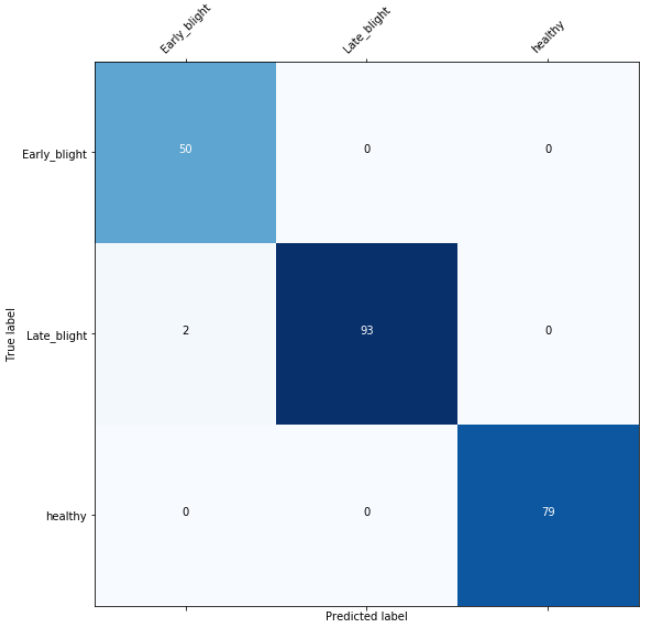 Early_blight Late_blight healthy
True label
Early_blight 50 0 0
Late_blight 2 93 0
healthy 0 0 79
Predicted label